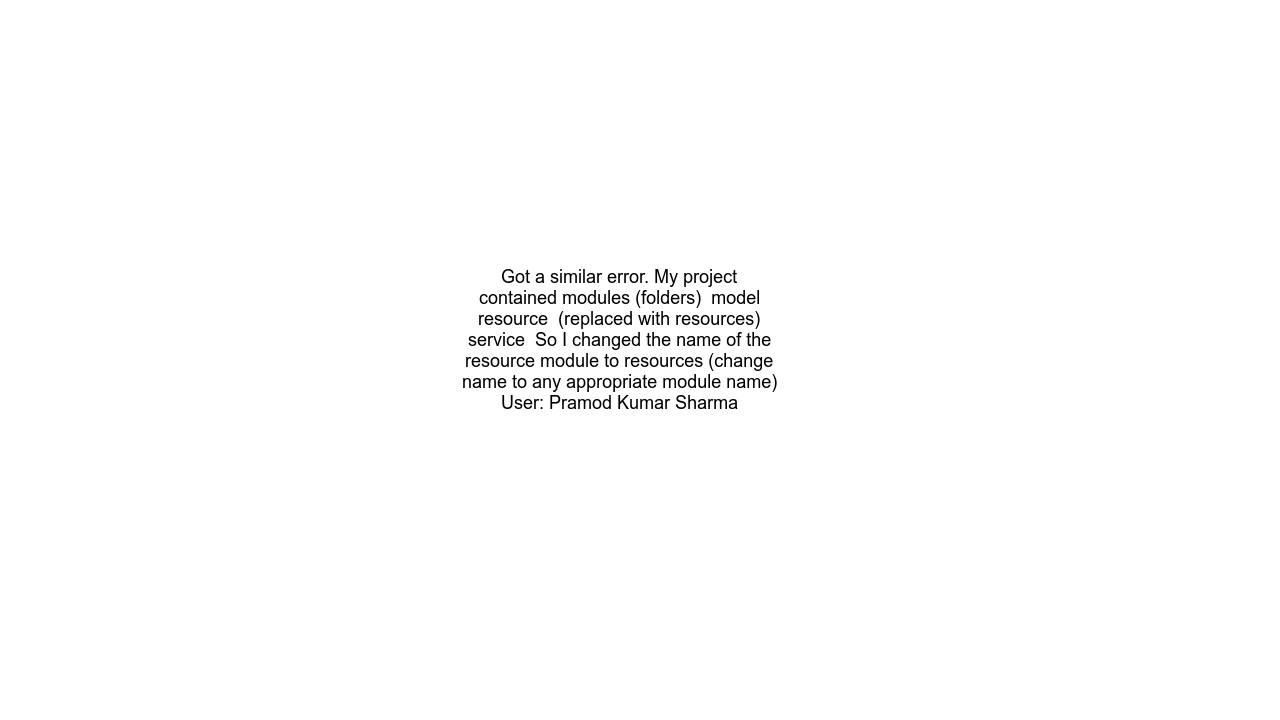 Got a similar error. My project
contained modules (folders)  model
resource  (replaced with resources)
service  So I changed the name of the
resource module to resources (change
name to any appropriate module name)
User: Pramod Kumar Sharma